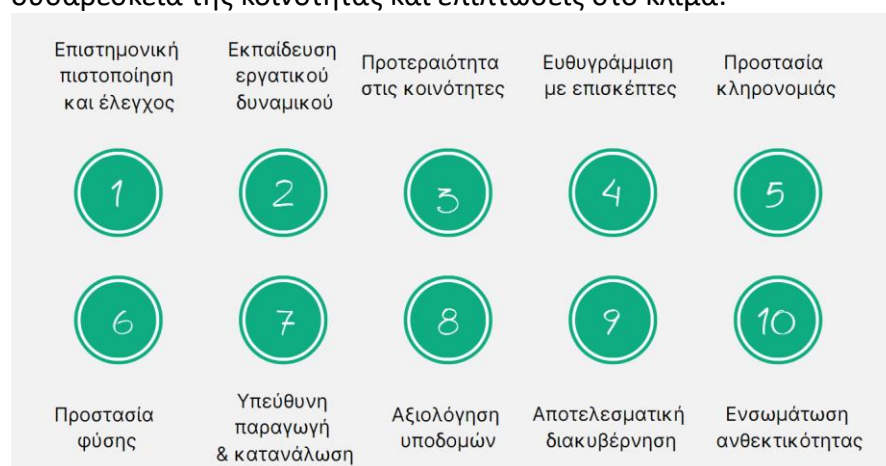 δυσαρέσκεια της κοινότητας και επιπτώσεις στο κλίμα.
Επιστημονική
πιστοποίηση
και έλεγχος
Εκπαίδευση
εργατικού
δυναμικού
Προτεραιότητα
στις κοινότητες
Ευθυγράμμιση
με επισκέπτες
Προστασία
κληρονομιάς
1
2
3
4
5
6
7
8
9
10
Προστασία
φύσης
Υπεύθυνη
παραγωγή
& κατανάλωση
Αξιολόγηση
υποδομών
Αποτελεσματική
διακυβέρνηση
Ενσωμάτωση
ανθεκτικότητας